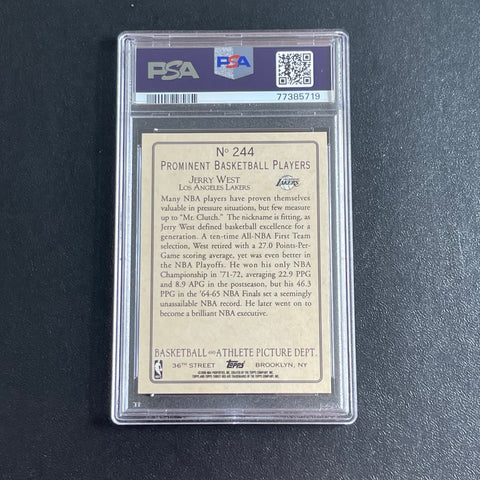 PSA
PSA
77385719
No 244
PROMINENT BASKETBALL PLAYERS
JERRY WEST
LOS ANGELES LAKERS
LAKERS
Many NBA players have proven themselves
valuable in pressure situations, but few measure
up to "Mr. Clutch." The nickname is fitting, as
Jerry West defined basketball excellence for a
generation. A ten-time All-NBA First Team
selection, West retired with a 27.0 Points-Per-
Game scoring average, yet was even better in
the NBA Playoffs. He won his only NBA
Championship in '71-72, averaging 22.9 PPG
and 8.9 APG in the postseason, but his 46.3
PPG in the '64-65 NBA Finals set a seemingly
unassailable NBA record. He later went on to
become a brilliant NBA executive.
BASKETBALL AND ATHLETE PICTURE DEPT.
36TH STREET Topps BROOKLYN, NY